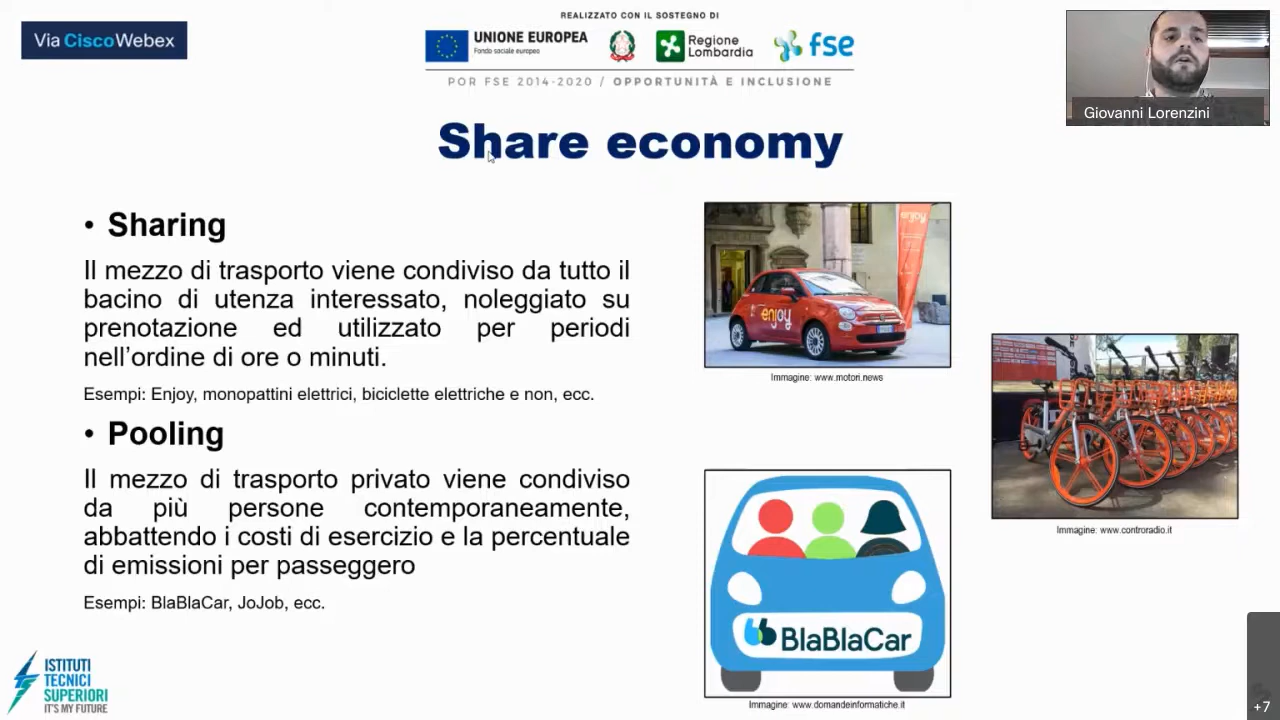 REALIZZATO CON IL SOSTEGNO DI
Via CiscoWebex
UNIONE EUROPEA
Fondo sociale europeo
Regione
Lombardia
fse
POR FSE 2014-2020 / OPPORTUNITÀ E INCLUSIONE
Giovanni Lorenzini
Share economy
• Sharing
Il mezzo di trasporto viene condiviso da tutto il
bacino di utenza interessato, noleggiato su
prenotazione ed utilizzato per periodi
nell’ordine di ore o minuti.
Esempi: Enjoy, monopattini elettrici, biciclette elettriche e non, ecc.
• Pooling
Il mezzo di trasporto privato viene condiviso
da più persone contemporaneamente,
abbattendo i costi di esercizio e la percentuale
di emissioni per passeggero
Esempi: BlaBlaCar, JoJob, ecc.
enjoy
enjoy
Immagine: www.motori.news
Immagine: www.controradio.it
BlaBlaCar
Immagine: www.domandeinformatiche.it
ISTITUTI
TECNICI
SUPERIORI
IT'S MY FUTURE
+7